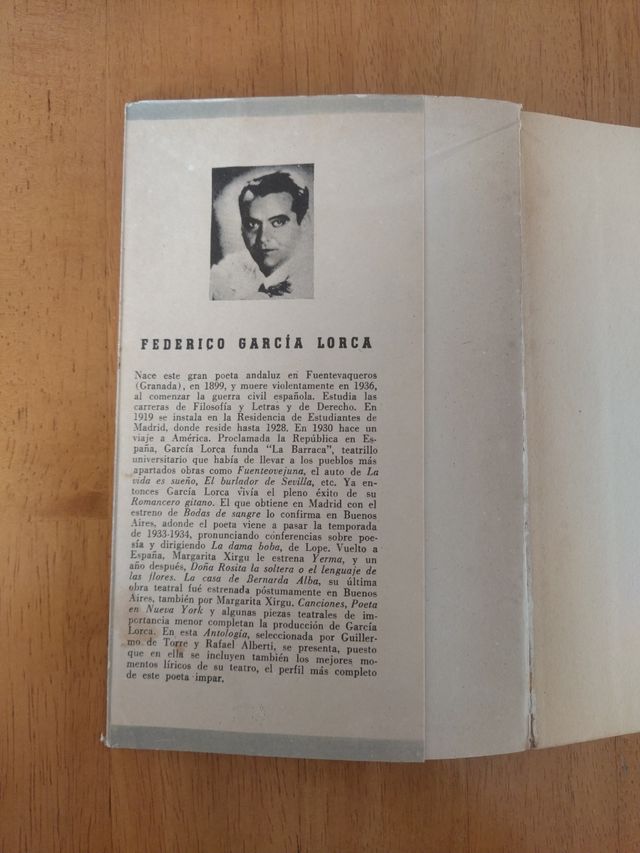 FEDERICO GARCÍA LORCA
Nace este gran poeta andaluz en Fuentevaqueros
(Granada), en 1899, y muere violentamente en 1936,
al comenzar la guerra civil española. Estudia las
carreras de Filosofía y Letras y de Derecho. En
1919 se instala en la Residencia de Estudiantes de
Madrid, donde reside hasta 1928. En 1930 hace un
viaje a América. Proclamada la República en Es-
paña, García Lorca funda "La Barraca", teatrillo
universitario que había de llevar a los pueblos más
apartados obras como Fuenteovejuna, el auto de La
vida es sueño, El burlador de Sevilla, etc. Ya en-
tonces García Lorca vivía el pleno éxito de su
Romancero gitano. El que obtiene en Madrid con el
estreno de Bodas de sangre lo confirma en Buenos
Aires, adonde el poeta viene a pasar la temporada
de 1933-1934, pronunciando conferencias sobre poe-
sía y dirigiendo La dama boba, de Lope. Vuelto a
España, Margarita Xirgu le estrena Yerma, y un
año después, Doña Rosita la soltera o el lenguaje de
las flores. La casa de Bernarda Alba, su última
obra teatral fué estrenada póstumamente en Buenos
Aires, también por Margarita Xirgu. Canciones, Poeta
en Nueva York y algunas piezas teatrales de im-
portancia menor completan la producción de García
Lorca. En esta Antología, seleccionada por Guiller-
mo de Torre y Rafael Alberti, se presenta, puesto
que en ella se incluyen también los mejores mo-
mentos líricos de su teatro, el perfil más completo
de este poeta impar.